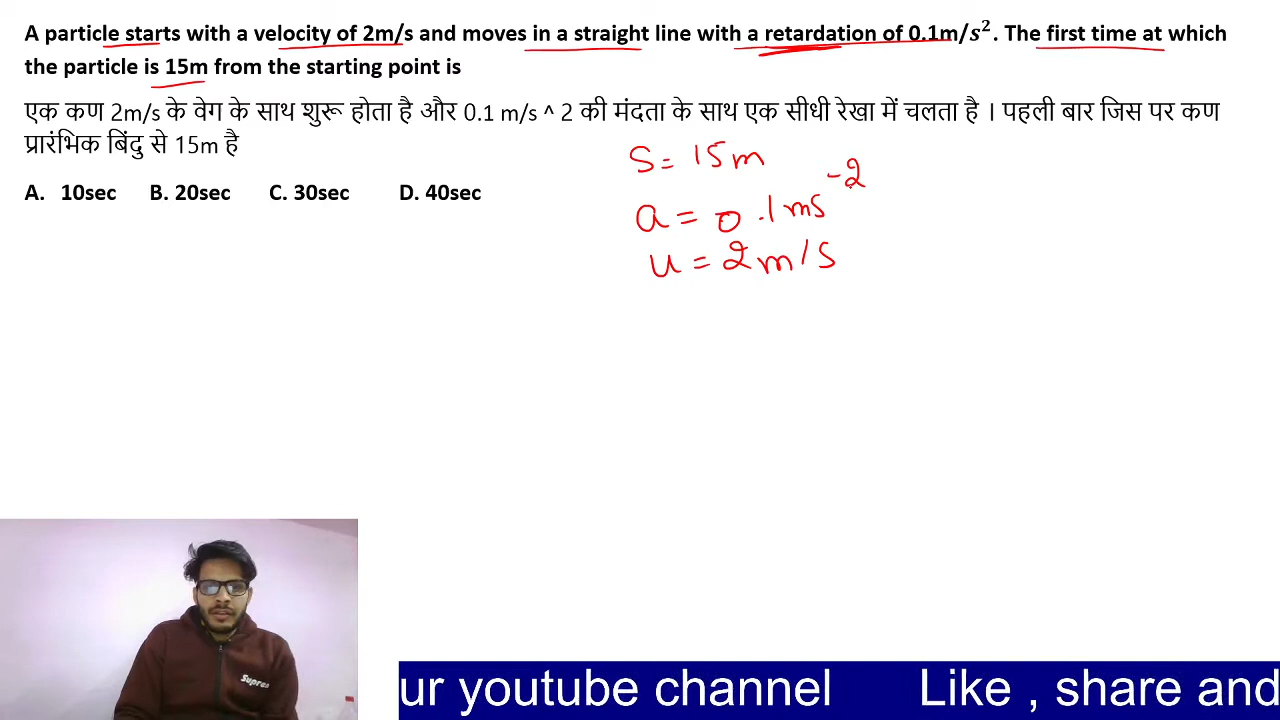 A particle starts with a velocity of 2m/s and moves in a straight line with a retardation of 0.1m/s². The first time at which
the particle is 15m from the starting point is
एक कण 2m/s के वेग के साथ शुरू होता है और 0.1 m/s ^ 2 की मंदता के साथ एक सीधी रेखा में चलता है । पहली बार जिस पर कण
प्रारंभिक बिंदु से 15m है
A. 10sec B. 20sec C. 30sec D. 40sec
S = 15m
a = 0.1ms⁻²
u = 2m/s
Supreme
ur youtube channel Like , share and